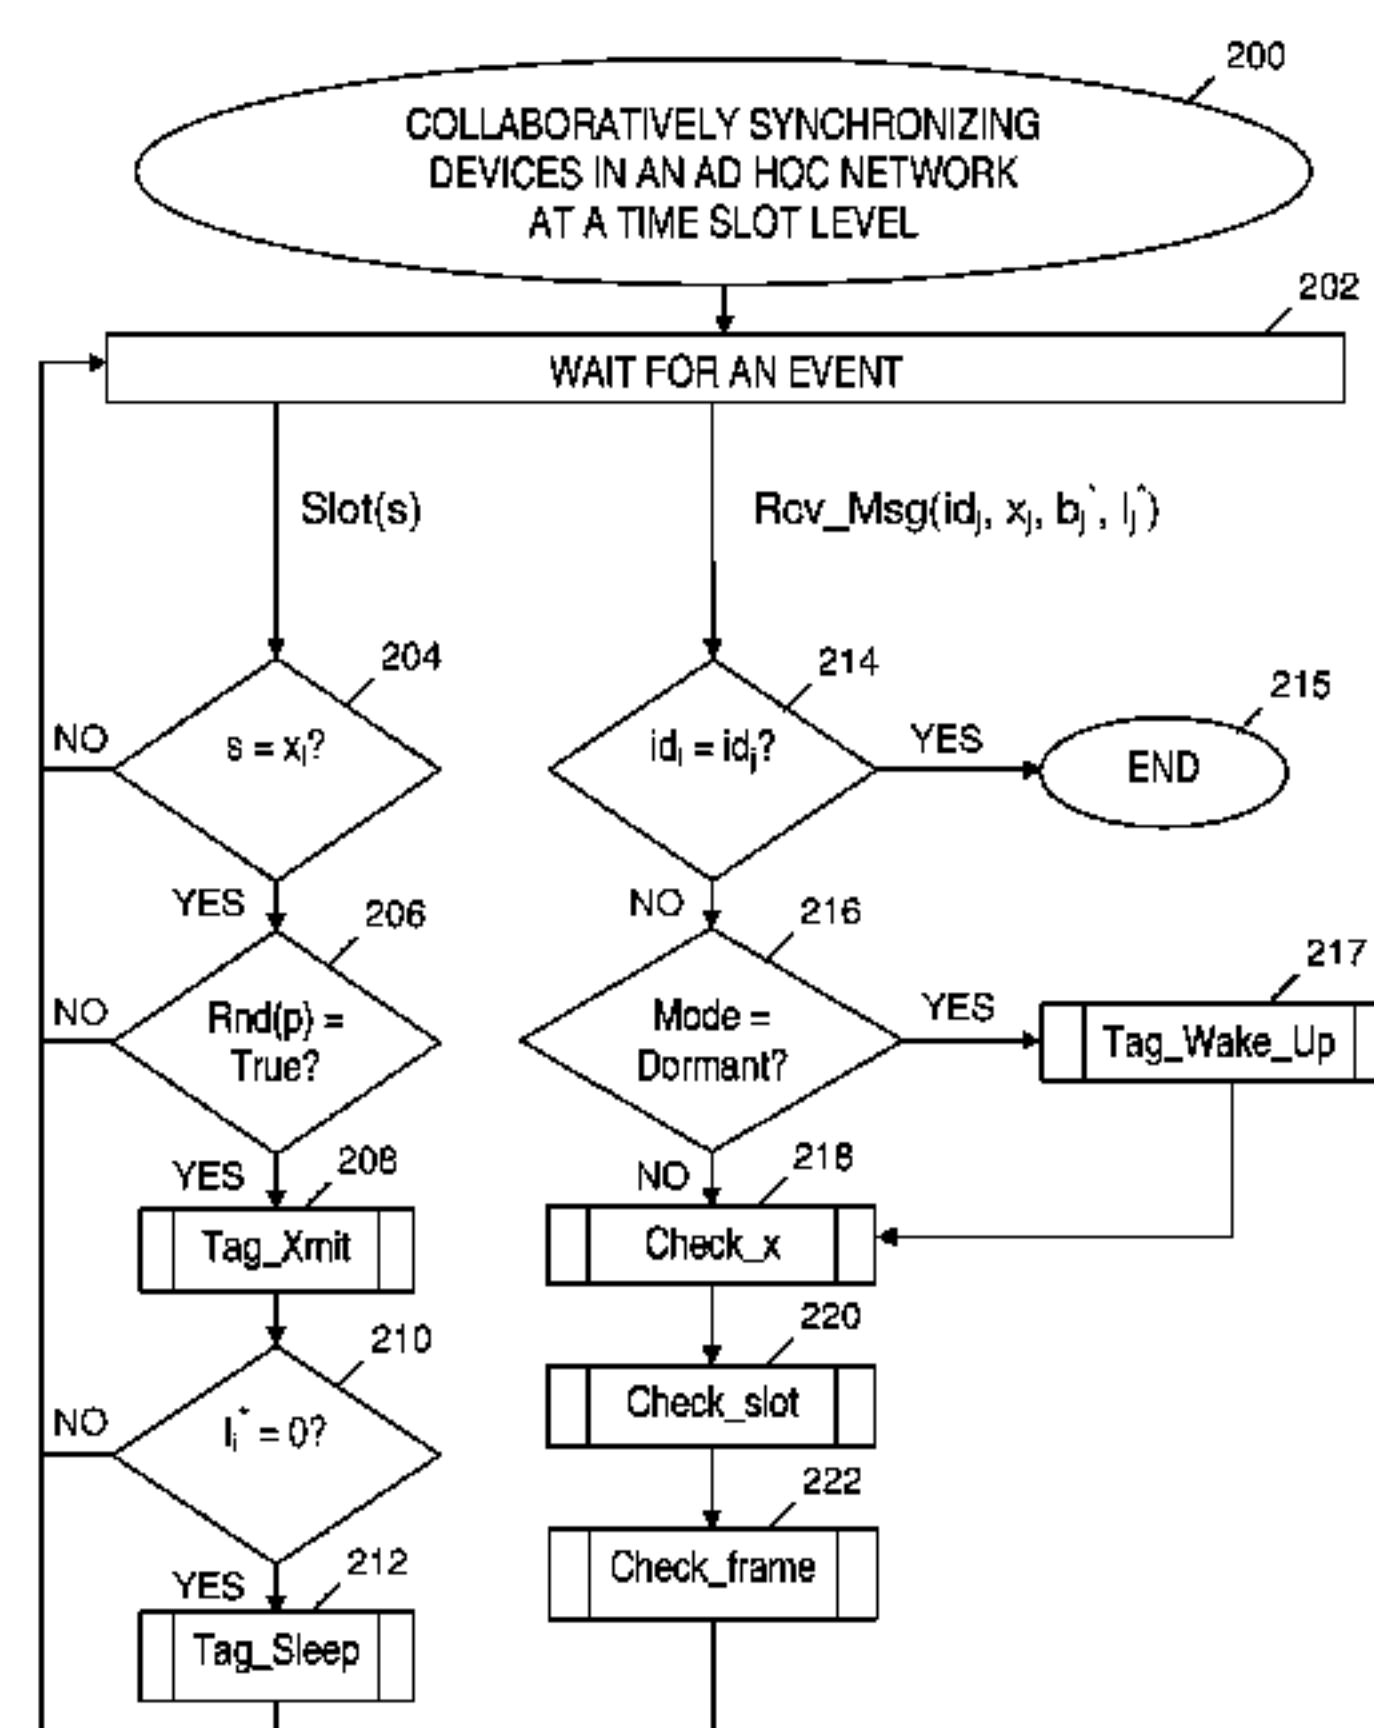 200
COLLABORATIVELY SYNCHRONIZING
DEVICES IN AN AD HOC NETWORK
AT A TIME SLOT LEVEL
202
WAIT FOR AN EVENT
Slot(s)
Rcv_Msg(idj, xj, bj*, lj*)
204
214
215
NO
s = xi?
idi = idj?
YES
END
YES
206
NO
216
217
NO
Rnd(p) =
True?
Mode =
Dormant?
YES
Tag_Wake_Up
YES
208
NO
218
Tag_Xmit
Check_x
210
220
NO
li* = 0?
Check_slot
222
YES
212
Check_frame
Tag_Sleep